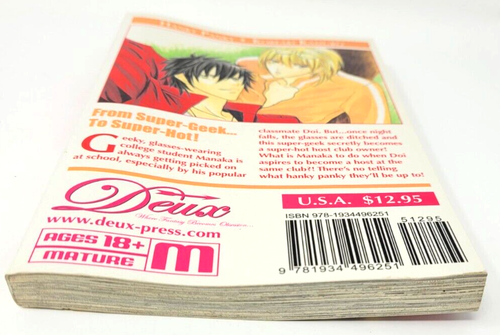 From Super-Geek...
To Super-Hot!
Geeky, glasses-wearing
college student Manaka is
always getting picked on
at school, especially by his popular
classmate Doi. But...once night
falls, the glasses are ditched and
this super-geek secretly becomes
a super-hot host club owner!
What is Manaka to do when Doi
aspires to become a host at the
same club!? There's no telling
what hanky panky they'll be up to!
Deux
www.deux-press.com
AGES 18+
MATURE
M
U.S.A. $12.95
ISBN 978-1934496251
51295
9 781934 496251